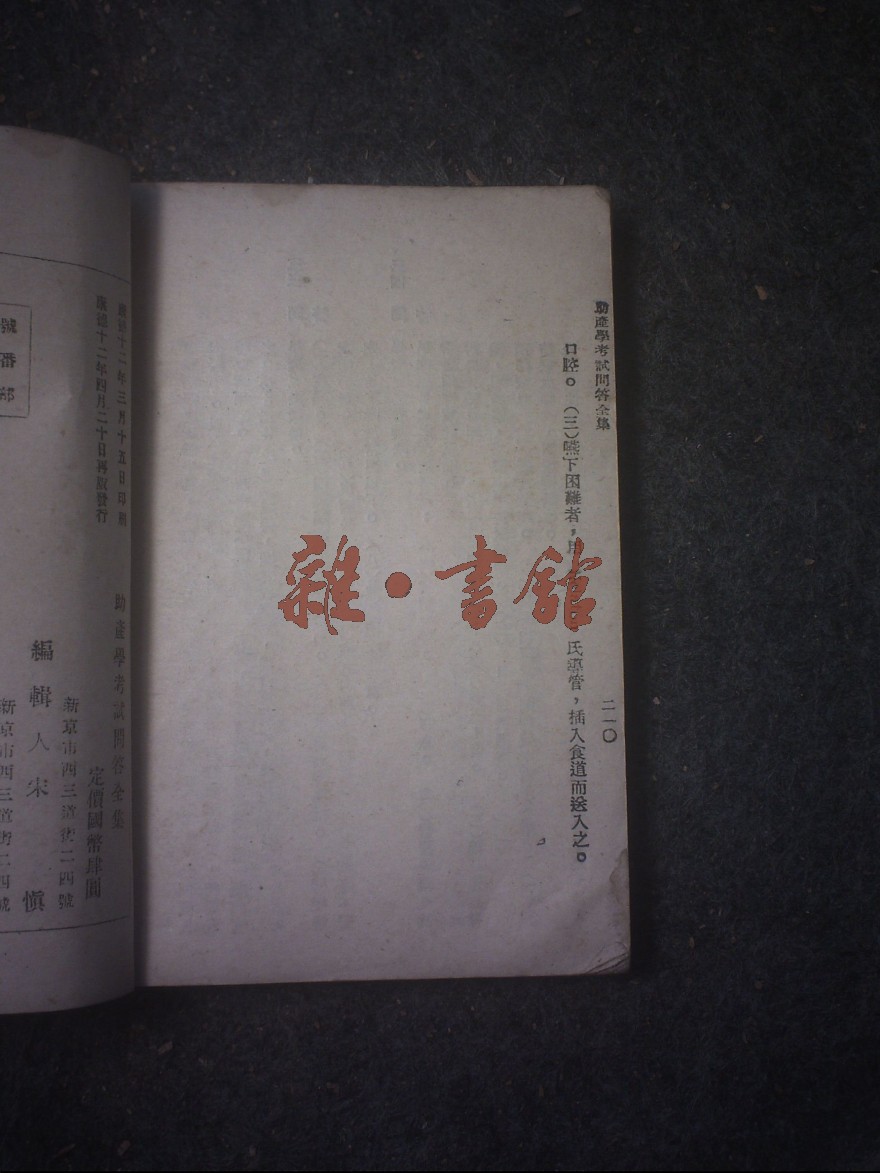 助產學考試問答全集
二一〇
口腔。 (三)嚥下困難者,
氏導管,插入食道而送入之。
雜・書館
康德十二年三月十五日印刷
康德十二年四月二十日再版發行
助產學考試問答全集
定價國幣肆圓
新京市西三道街二四號
編輯人宋 愼
新京市西三道街二四號
號番部